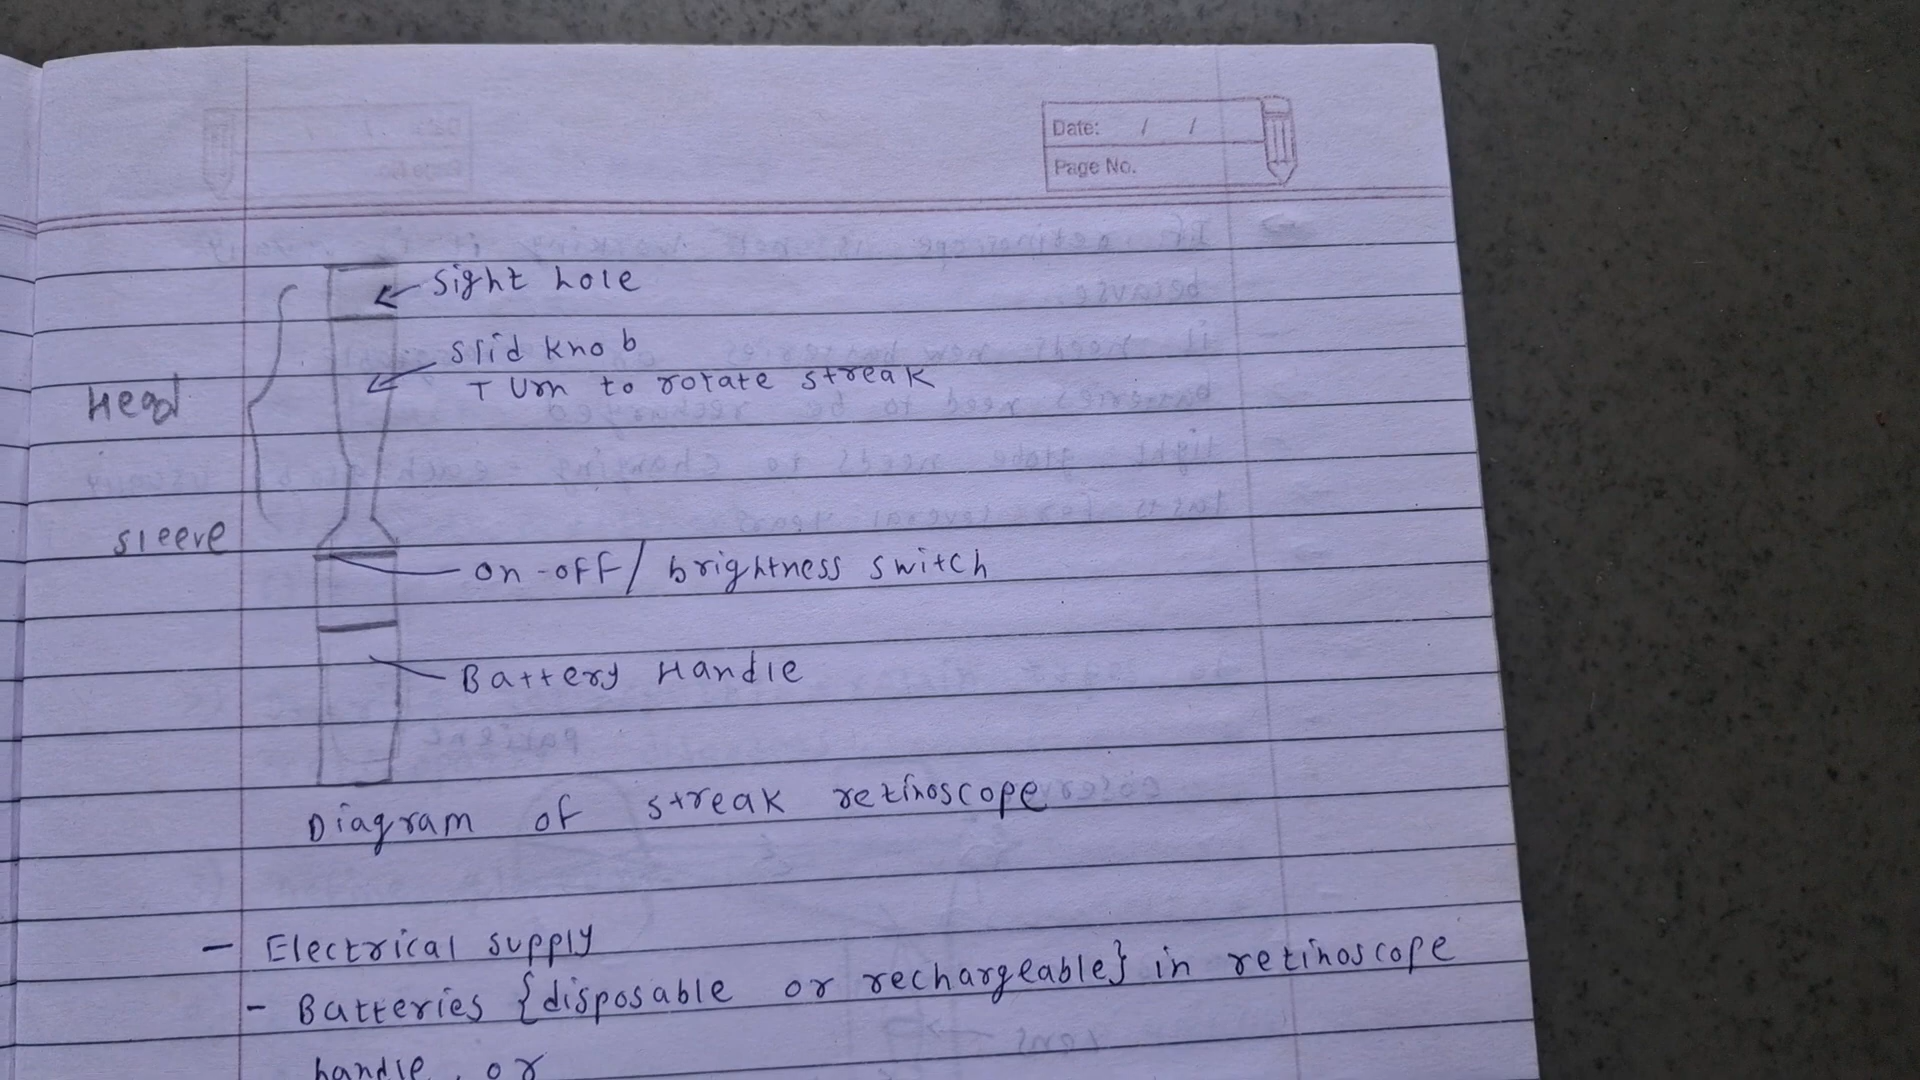 Date: / /
Page No.
sight hole
slid knob
Turn to rotate streak
Head
sleeve
on-off/ brightness switch
Battery Handle
Diagram of streak retinoscope
- Electrical supply
- Batteries {disposable or rechargeable} in retinoscope
handle, or